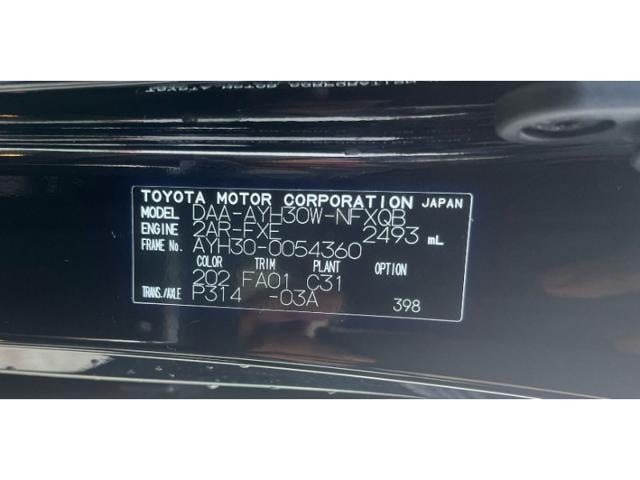 TOYOTA MOTOR CORPORATION JAPAN
MODEL DAA-AYH30W-NFXQB
ENGINE 2AR-FXE 2493 mL
FRAME No. AYH30-0054360
COLOR TRIM PLANT OPTION
202 FA01 C31
TRANS./AXLE P314 -03A 398